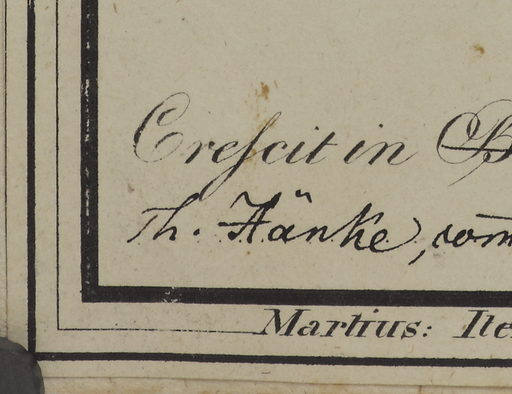 Creſcit in
Th. Hänke, com̄
Martius: Ite